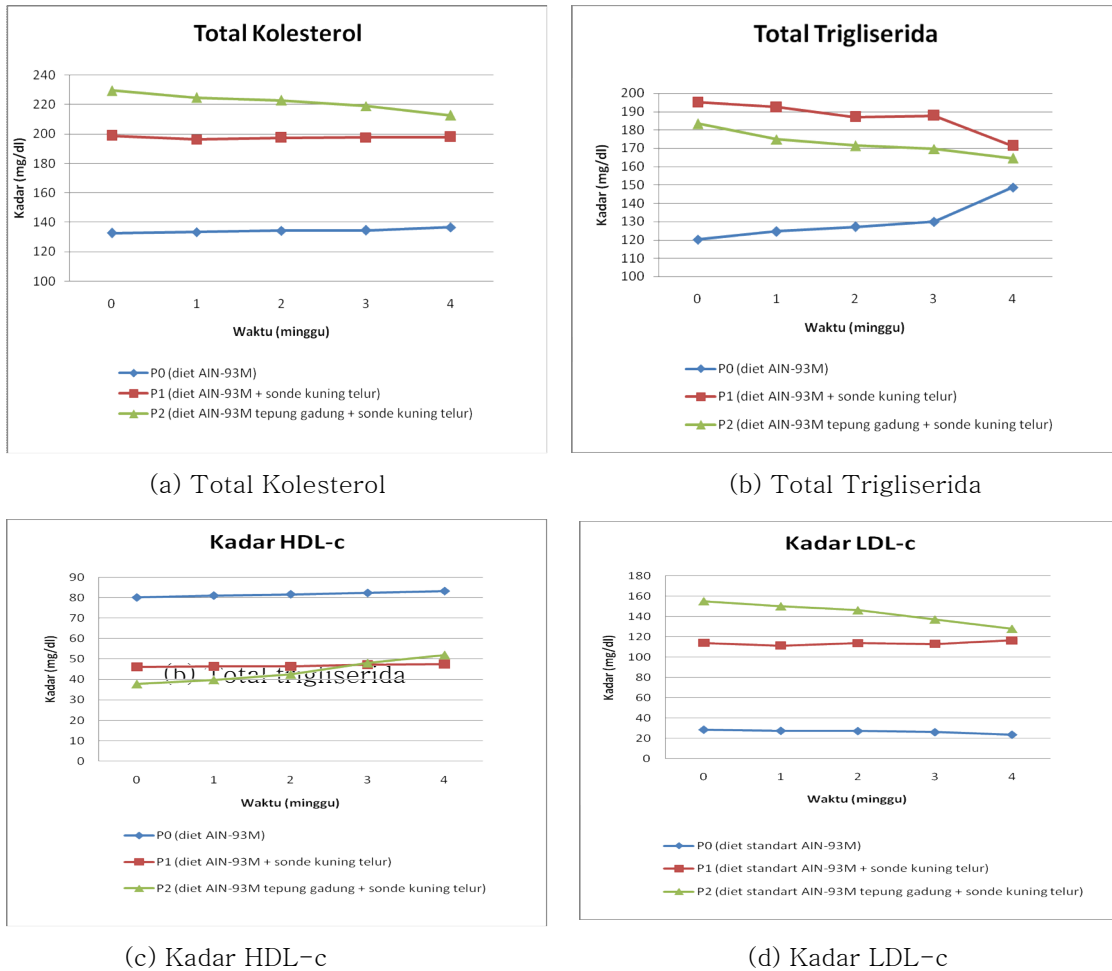 Total Kolesterol
240
220
200
180
160
140
120
100
Kadar (mg/dl)
0 1 2 3 4
Waktu (minggu)
P0 (diet AIN-93M)
P1 (diet AIN-93M + sonde kuning telur)
P2 (diet AIN-93M tepung gadung + sonde kuning telur)
(a) Total Kolesterol
Total Trigliserida
200
190
180
170
160
150
140
130
120
110
100
Kadar (mg/dl)
0 1 2 3 4
Waktu (minggu)
P0 (diet AIN-93M)
P1 (diet AIN-93M + sonde kuning telur)
P2 (diet AIN-93M tepung gadung + sonde kuning telur)
(b) Total Trigliserida
Kadar HDL-c
90
80
70
60
50
40
30
20
10
0
Kadar (mg/dl)
(b) Total trigliserida
0 1 2 3 4
Waktu (minggu)
P0 (diet AIN-93M)
P1 (diet AIN-93M + sonde kuning telur)
P2 (diet AIN-93M tepung gadung + sonde kuning telur)
(c) Kadar HDL-c
Kadar LDL-c
180
160
140
120
100
80
60
40
20
0
Kadar (mg/dl)
0 1 2 3 4
Waktu (minggu)
P0 (diet standart AIN-93M)
P1 (diet standart AIN-93M + sonde kuning telur)
P2 (diet standart AIN-93M tepung gadung + sonde kuning telur)
(d) Kadar LDL-c